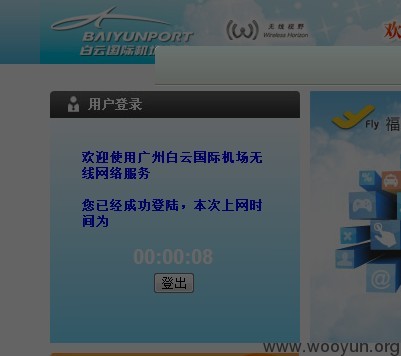 BAIYUNPORT
白云国际机场
无线视野
Wireless Horizon
欢
用户登录
欢迎使用广州白云国际机场无
线网络服务
您已经成功登陆，本次上网时
间为
00:00:08
登出
Fly 福
www.wooyun.org